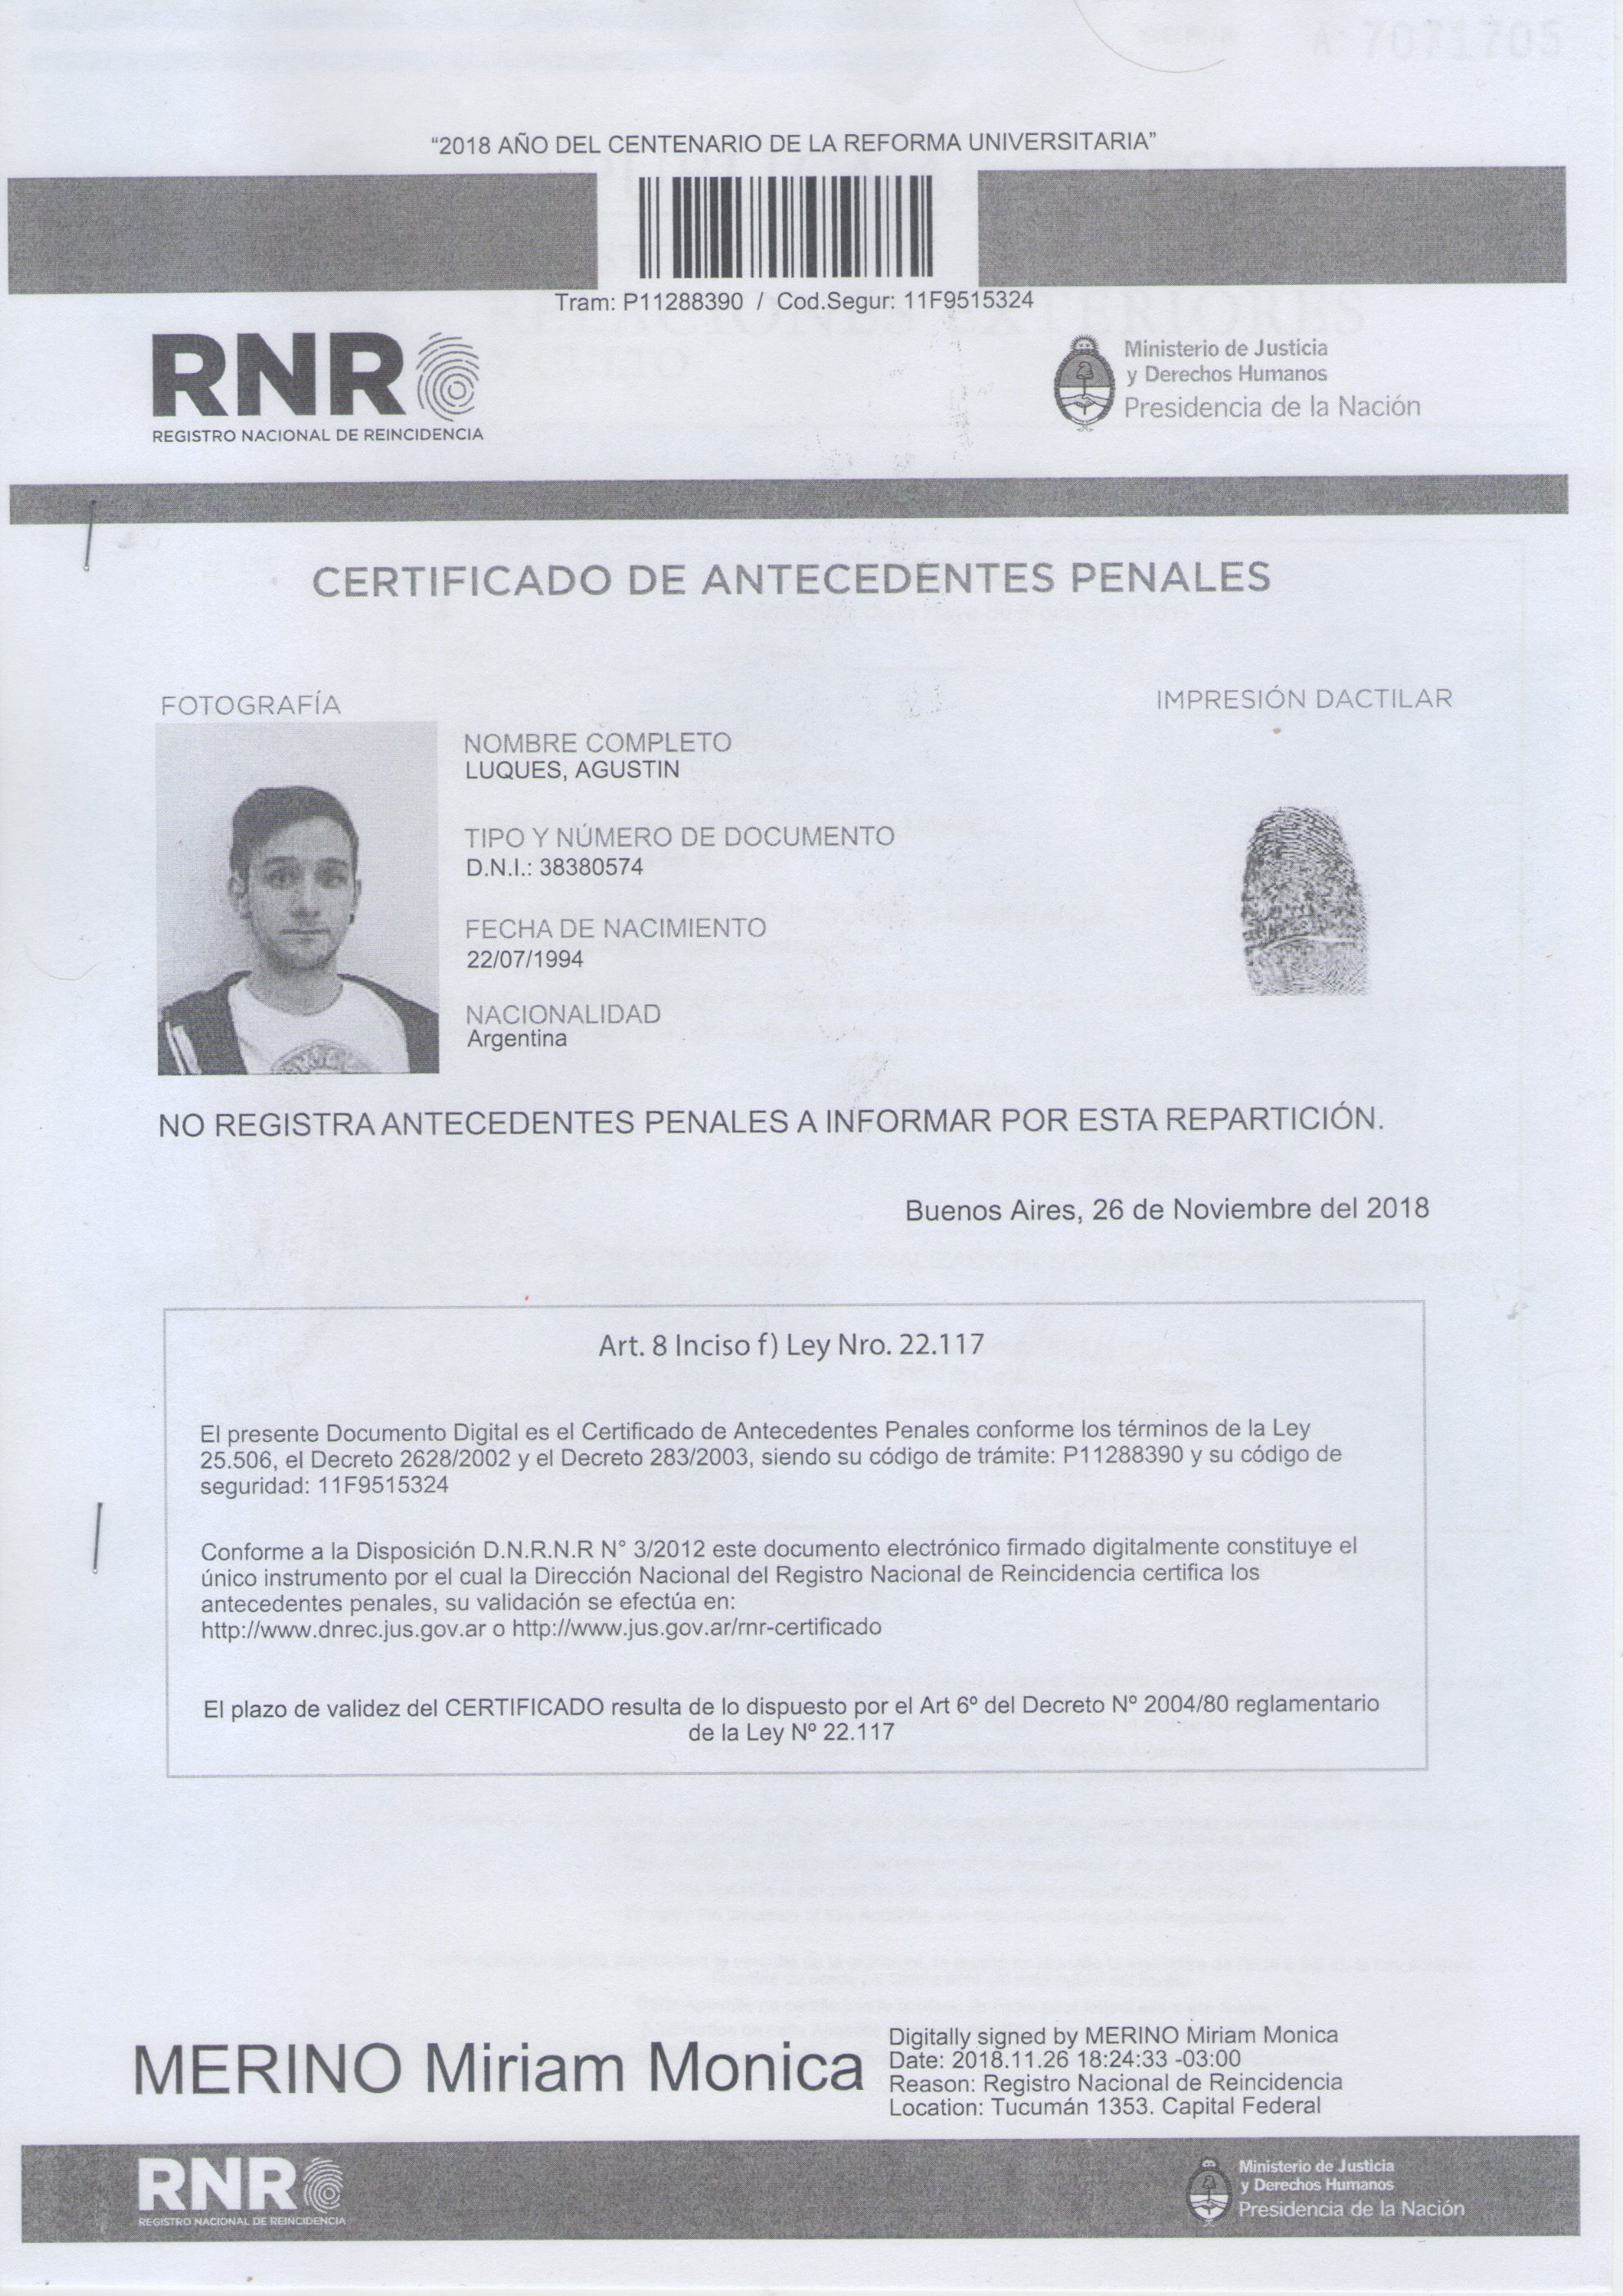 A 7071705
“2018 AÑO DEL CENTENARIO DE LA REFORMA UNIVERSITARIA”
Tram: P11288390 / Cod.Segur: 11F9515324
RNR
REGISTRO NACIONAL DE REINCIDENCIA
Ministerio de Justicia
y Derechos Humanos
Presidencia de la Nación
CERTIFICADO DE ANTECEDENTES PENALES
FOTOGRAFÍA
IMPRESIÓN DACTILAR
NOMBRE COMPLETO
LUQUES, AGUSTIN
TIPO Y NÚMERO DE DOCUMENTO
D.N.I.: 38380574
FECHA DE NACIMIENTO
22/07/1994
NACIONALIDAD
Argentina
NO REGISTRA ANTECEDENTES PENALES A INFORMAR POR ESTA REPARTICIÓN.
Buenos Aires, 26 de Noviembre del 2018
Art. 8 Inciso f) Ley Nro. 22.117
El presente Documento Digital es el Certificado de Antecedentes Penales conforme los términos de la Ley
25.506, el Decreto 2628/2002 y el Decreto 283/2003, siendo su código de trámite: P11288390 y su código de
seguridad: 11F9515324
Conforme a la Disposición D.N.R.N.R N° 3/2012 este documento electrónico firmado digitalmente constituye el
único instrumento por el cual la Dirección Nacional del Registro Nacional de Reincidencia certifica los
antecedentes penales, su validación se efectúa en:
http://www.dnrec.jus.gov.ar o http://www.jus.gov.ar/rnr-certificado
El plazo de validez del CERTIFICADO resulta de lo dispuesto por el Art 6º del Decreto Nº 2004/80 reglamentario
de la Ley Nº 22.117
MERINO Miriam Monica
Digitally signed by MERINO Miriam Monica
Date: 2018.11.26 18:24:33 -03:00
Reason: Registro Nacional de Reincidencia
Location: Tucumán 1353. Capital Federal
RNR
REGISTRO NACIONAL DE REINCIDENCIA
Ministerio de Justicia
y Derechos Humanos
Presidencia de la Nación